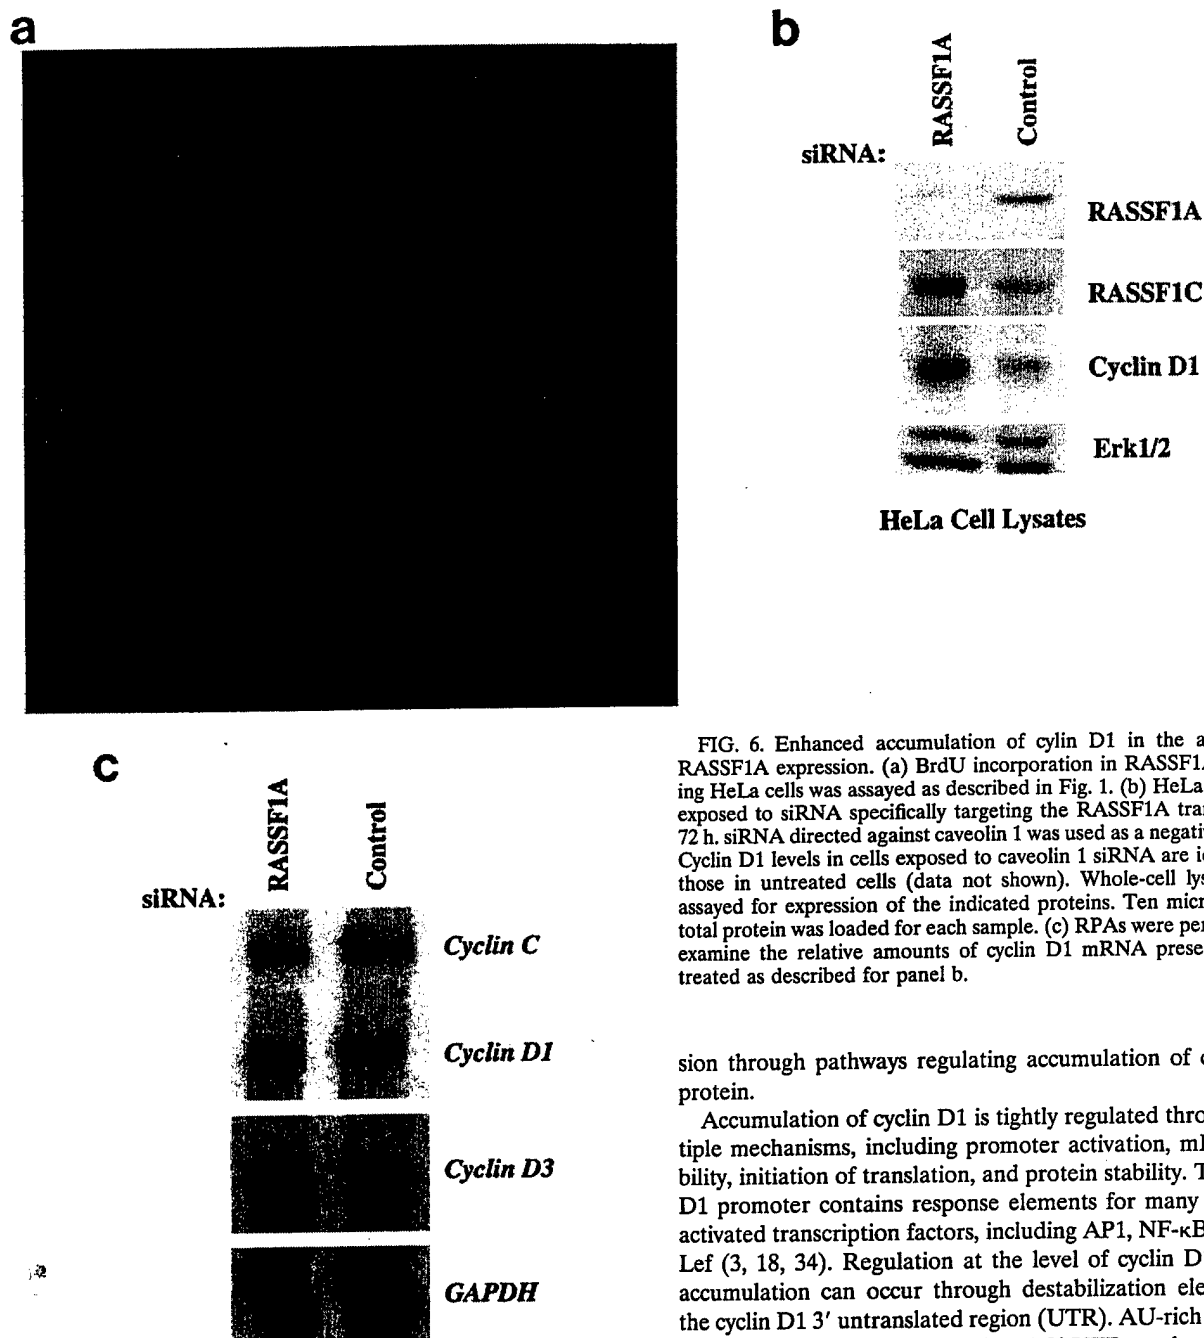 a
b
RASSF1A
Control
siRNA:
RASSF1A
RASSF1C
Cyclin D1
Erk1/2
HeLa Cell Lysates
c
RASSF1A
Control
siRNA:
Cyclin C
Cyclin D1
Cyclin D3
GAPDH
FIG. 6. Enhanced accumulation of cylin D1 in the a
RASSF1A expression. (a) BrdU incorporation in RASSF1
ing HeLa cells was assayed as described in Fig. 1. (b) HeLa
exposed to siRNA specifically targeting the RASSF1A tra
72 h. siRNA directed against caveolin 1 was used as a negativ
Cyclin D1 levels in cells exposed to caveolin 1 siRNA are i
those in untreated cells (data not shown). Whole-cell lys
assayed for expression of the indicated proteins. Ten micr
total protein was loaded for each sample. (c) RPAs were per
examine the relative amounts of cyclin D1 mRNA prese
treated as described for panel b.
sion through pathways regulating accumulation of
protein.
Accumulation of cyclin D1 is tightly regulated thro
tiple mechanisms, including promoter activation, m
bility, initiation of translation, and protein stability. T
D1 promoter contains response elements for many
activated transcription factors, including AP1, NF-κB
Lef (3, 18, 34). Regulation at the level of cyclin D
accumulation can occur through destabilization ele
the cyclin D1 3′ untranslated region (UTR). AU-rich